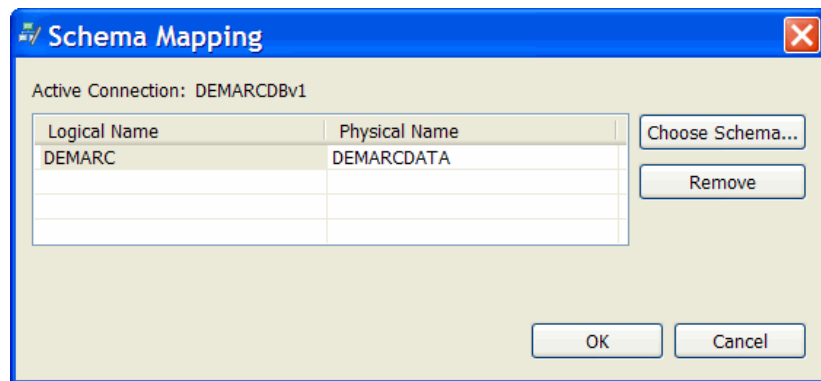 Schema Mapping
Active Connection: DEMARCDBv1
Logical Name Physical Name
DEMARC DEMARCDATA
Choose Schema...
Remove
OK Cancel